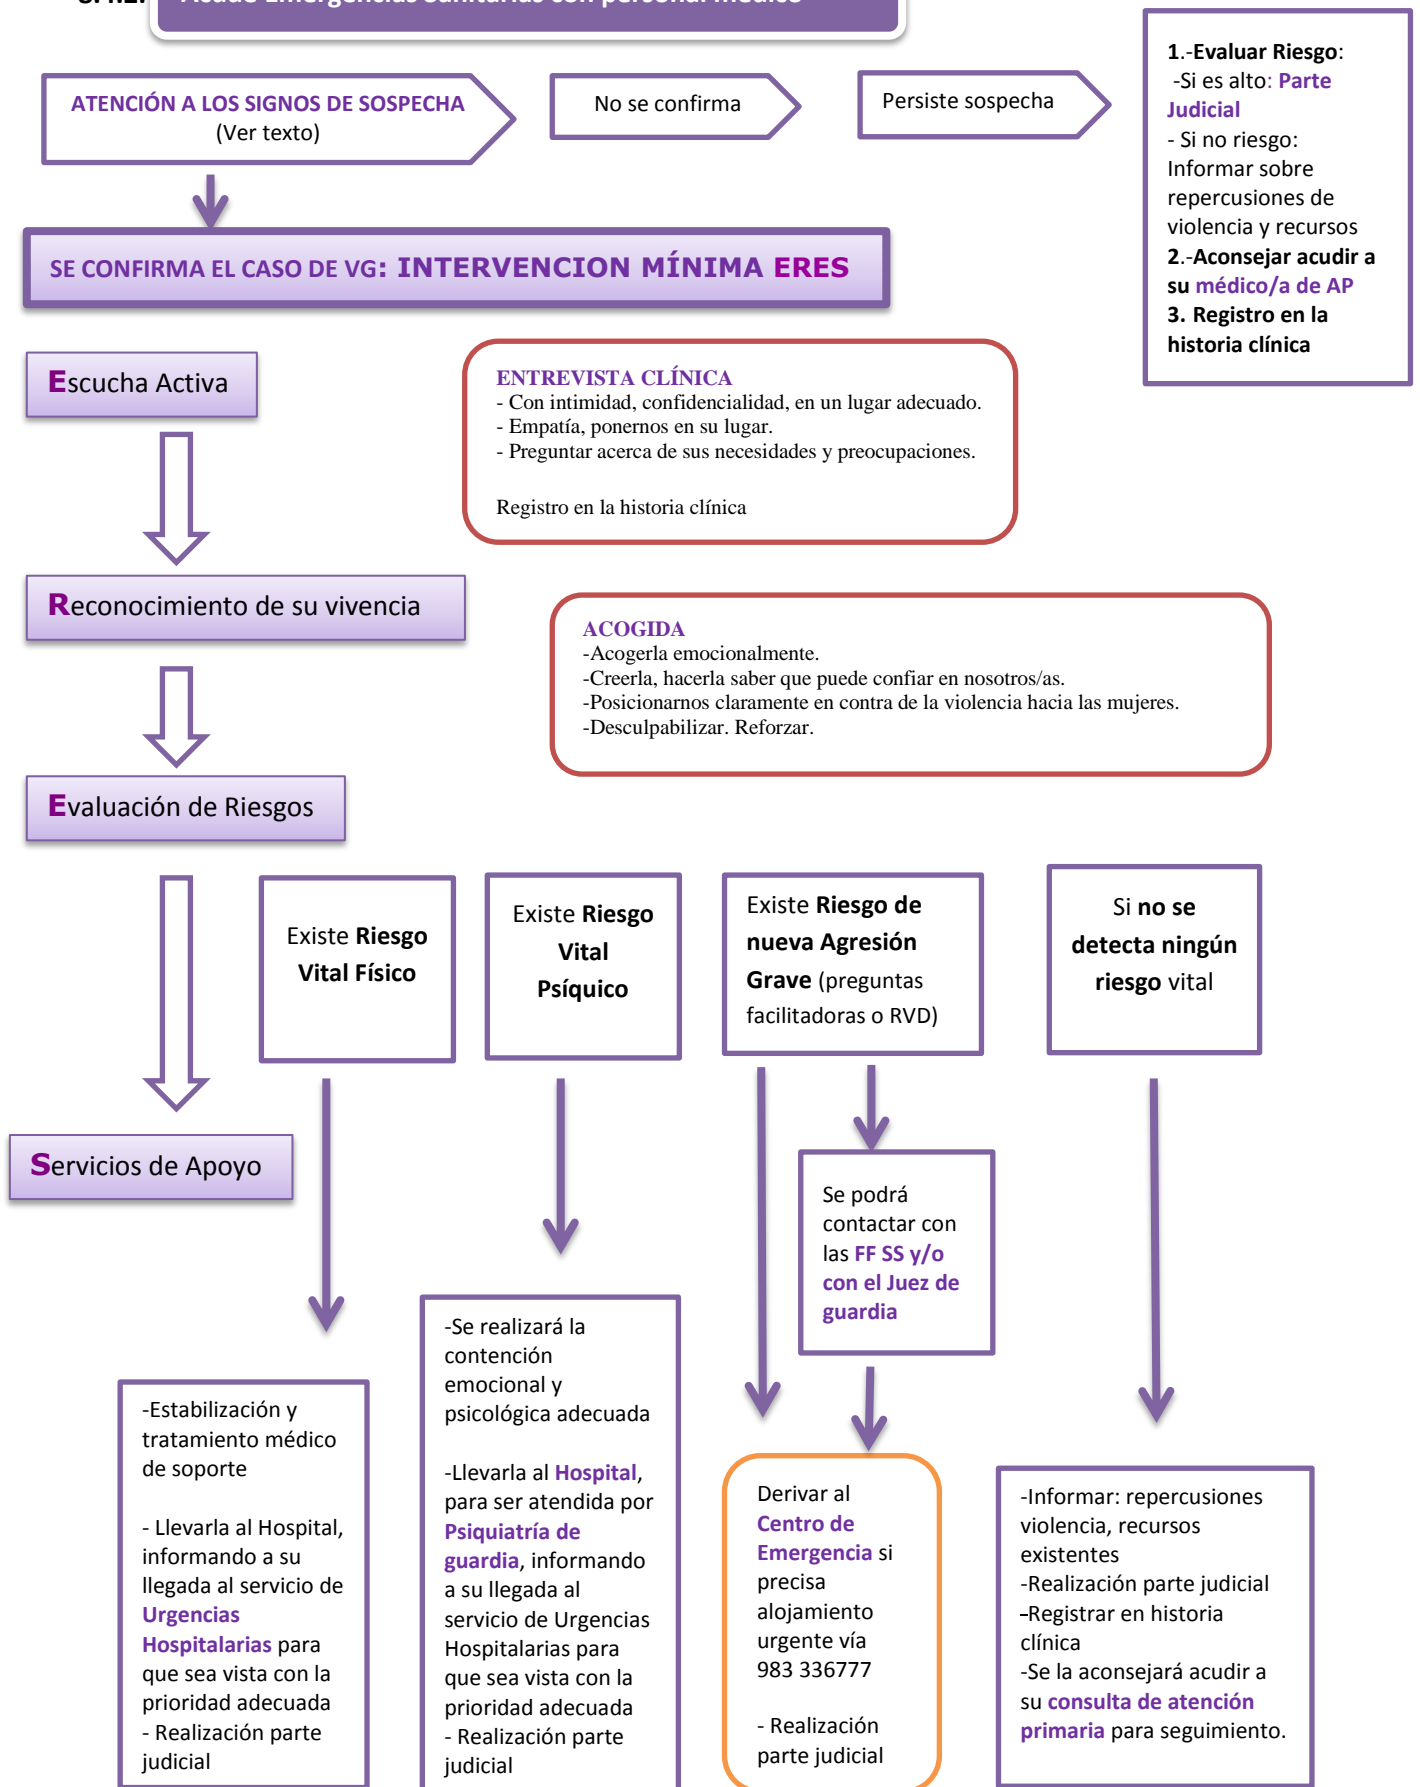 Acude Emergencias Sanitarias con personal médico
ATENCIÓN A LOS SIGNOS DE SOSPECHA
(Ver texto)
No se confirma
Persiste sospecha
1.-Evaluar Riesgo:
-Si es alto: Parte
Judicial
- Si no riesgo:
Informar sobre
repercusiones de
violencia y recursos
2.-Aconsejar acudir a
su médico/a de AP
3. Registro en la
historia clínica
SE CONFIRMA EL CASO DE VG: INTERVENCION MÍNIMA ERES
Escucha Activa
ENTREVISTA CLÍNICA
- Con intimidad, confidencialidad, en un lugar adecuado.
- Empatía, ponernos en su lugar.
- Preguntar acerca de sus necesidades y preocupaciones.
Registro en la historia clínica
Reconocimiento de su vivencia
ACOGIDA
-Acogerla emocionalmente.
-Creerla, hacerla saber que puede confiar en nosotros/as.
-Posicionarnos claramente en contra de la violencia hacia las mujeres.
-Desculpabilizar. Reforzar.
Evaluación de Riesgos
Existe Riesgo
Vital Físico
Existe Riesgo
Vital
Psíquico
Existe Riesgo de
nueva Agresión
Grave (preguntas
facilitadoras o RVD)
Si no se
detecta ningún
riesgo vital
Servicios de Apoyo
Se podrá
contactar con
las FF SS y/o
con el Juez de
guardia
-Estabilización y
tratamiento médico
de soporte
- Llevarla al Hospital,
informando a su
llegada al servicio de
Urgencias
Hospitalarias para
que sea vista con la
prioridad adecuada
- Realización parte
judicial
-Se realizará la
contención
emocional y
psicológica adecuada
-Llevarla al Hospital,
para ser atendida por
Psiquiatría de
guardia, informando
a su llegada al
servicio de Urgencias
Hospitalarias para
que sea vista con la
prioridad adecuada
- Realización parte
judicial
Derivar al
Centro de
Emergencia si
precisa
alojamiento
urgente vía
983 336777
- Realización
parte judicial
-Informar: repercusiones
violencia, recursos
existentes
-Realización parte judicial
-Registrar en historia
clínica
-Se la aconsejará acudir a
su consulta de atención
primaria para seguimiento.